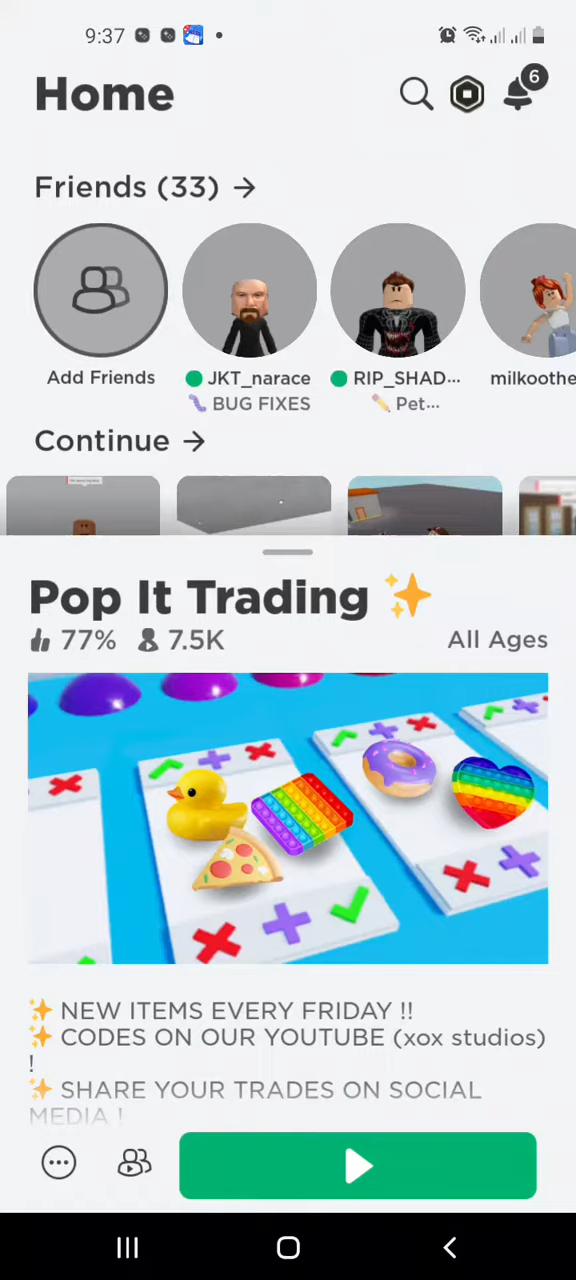 9:37
Home
6
Friends (33) →
Add Friends
JKT_narace
RIP_SHAD...
milkoothe
BUG FIXES
Pet...
Continue →
Pop It Trading ✨
77% 7.5K All Ages
✨ NEW ITEMS EVERY FRIDAY !!
✨ CODES ON OUR YOUTUBE (xox studios)
!
✨ SHARE YOUR TRADES ON SOCIAL
MEDIA !